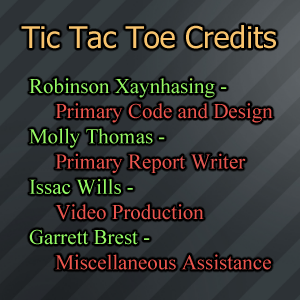 Tic Tac Toe Credits
Robinson Xaynhasing -
Primary Code and Design
Molly Thomas -
Primary Report Writer
Issac Wills -
Video Production
Garrett Brest -
Miscellaneous Assistance